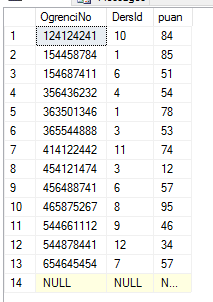 OgrenciNo DersId puan
1 124124241 10 84
2 154458784 1 85
3 154687411 6 51
4 356436232 4 54
5 363501346 1 78
6 365544888 3 53
7 414122442 11 74
8 454121474 3 12
9 456488741 6 57
10 465875267 8 95
11 544661112 9 46
12 544878441 12 34
13 654645454 7 57
14 NULL NULL N...